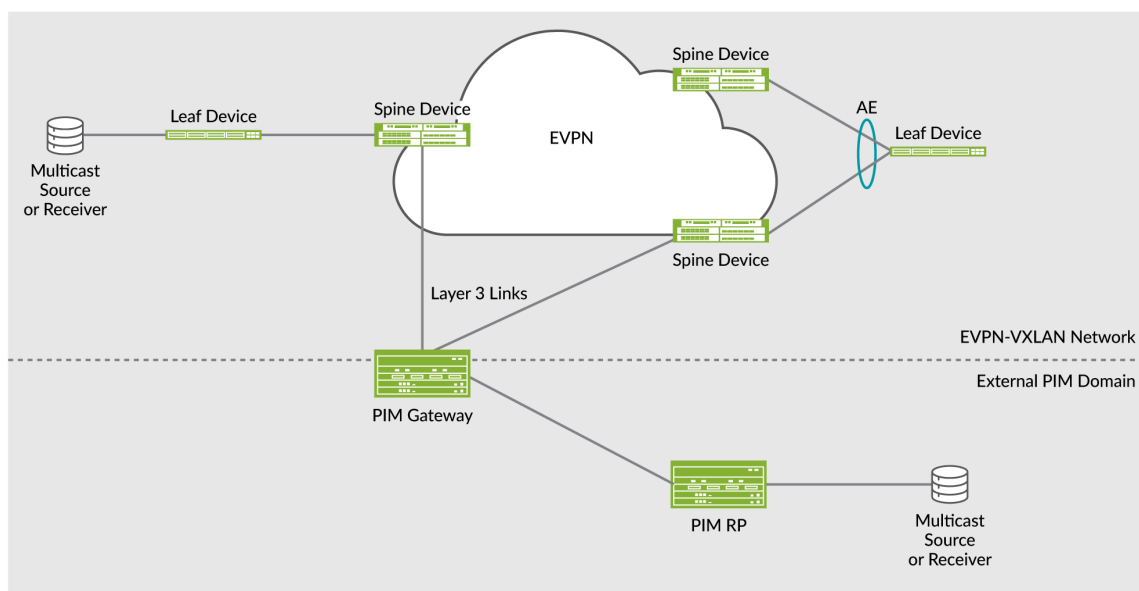 Spine Device
Leaf Device
Spine Device
EVPN
AE
Leaf Device
Multicast
Source
or Receiver
Spine Device
Layer 3 Links
EVPN-VXLAN Network
External PIM Domain
PIM Gateway
PIM RP
Multicast
Source
or Receiver